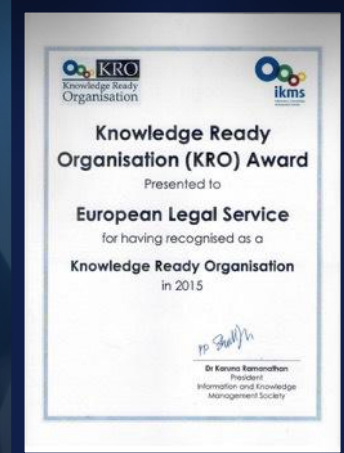 KRO
Knowledge Ready
Organisation
ikms
Knowledge Ready
Organisation (KRO) Award
Presented to
European Legal Service
for having recognised as a
Knowledge Ready Organisation
in 2015
pp
Dr Karuna Ramanathan
President
Information and Knowledge
Management Society